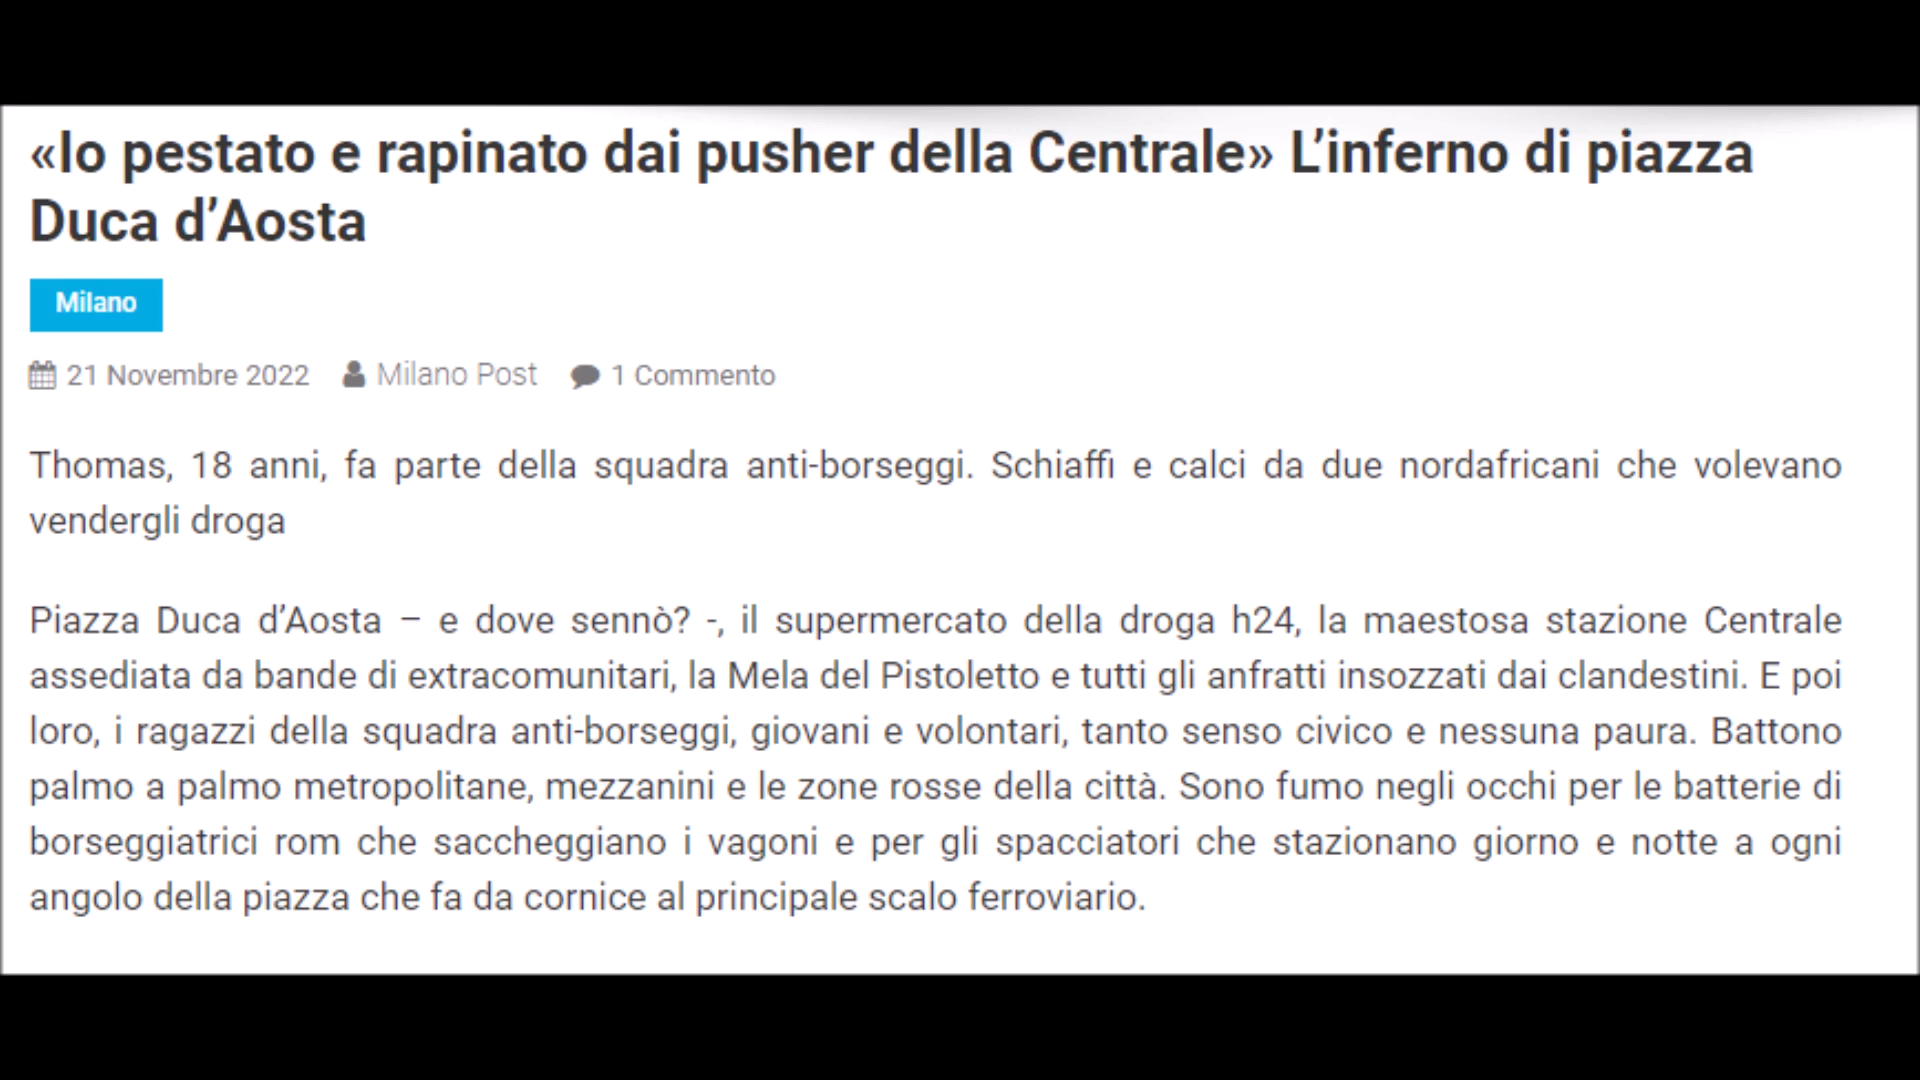 «Io pestato e rapinato dai pusher della Centrale» L’inferno di piazza
Duca d’Aosta
Milano
21 Novembre 2022 Milano Post 1 Commento
Thomas, 18 anni, fa parte della squadra anti-borseggi. Schiaffi e calci da due nordafricani che volevano
vendergli droga
Piazza Duca d’Aosta – e dove sennò? -, il supermercato della droga h24, la maestosa stazione Centrale
assediata da bande di extracomunitari, la Mela del Pistoletto e tutti gli anfratti insozzati dai clandestini. E poi
loro, i ragazzi della squadra anti-borseggi, giovani e volontari, tanto senso civico e nessuna paura. Battono
palmo a palmo metropolitane, mezzanini e le zone rosse della città. Sono fumo negli occhi per le batterie di
borseggiatrici rom che saccheggiano i vagoni e per gli spacciatori che stazionano giorno e notte a ogni
angolo della piazza che fa da cornice al principale scalo ferroviario.